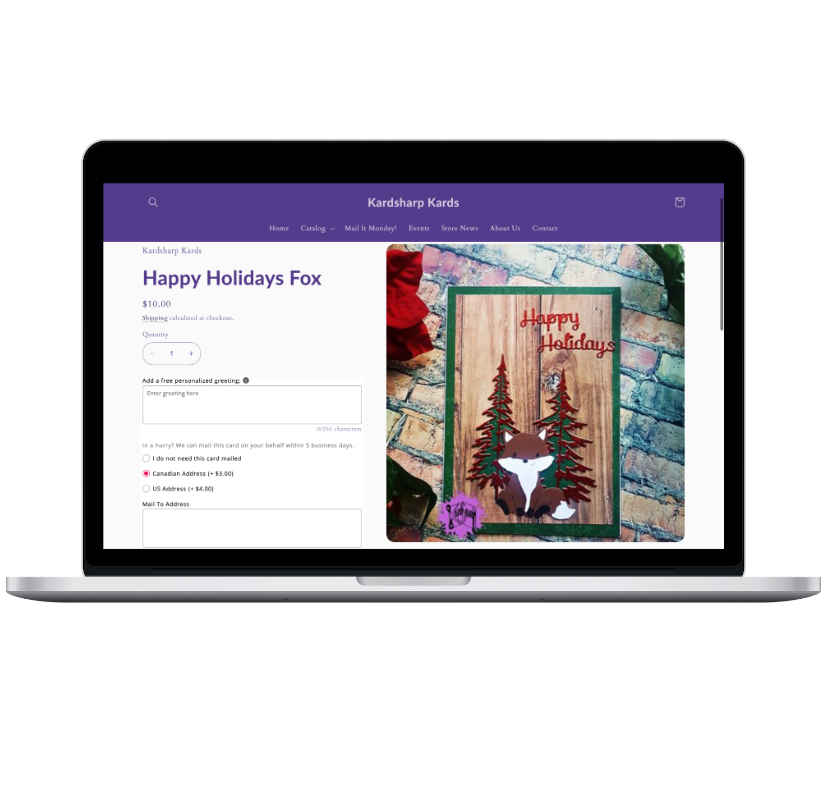 Kardsharp Kards
Home Catalog Mail It Monday! Events Store News About Us Contact
Kardsharp Kards
Happy Holidays Fox
$10.00
Shipping calculated at checkout.
Quantity
− 1 +
Add a free personalized greeting:
Enter greeting here
0/250 characters
In a hurry? We can mail this card on your behalf within 5 business days.
I do not need this card mailed
Canadian Address (+ $3.00)
US Address (+ $4.00)
Mail To Address
Happy
Holidays